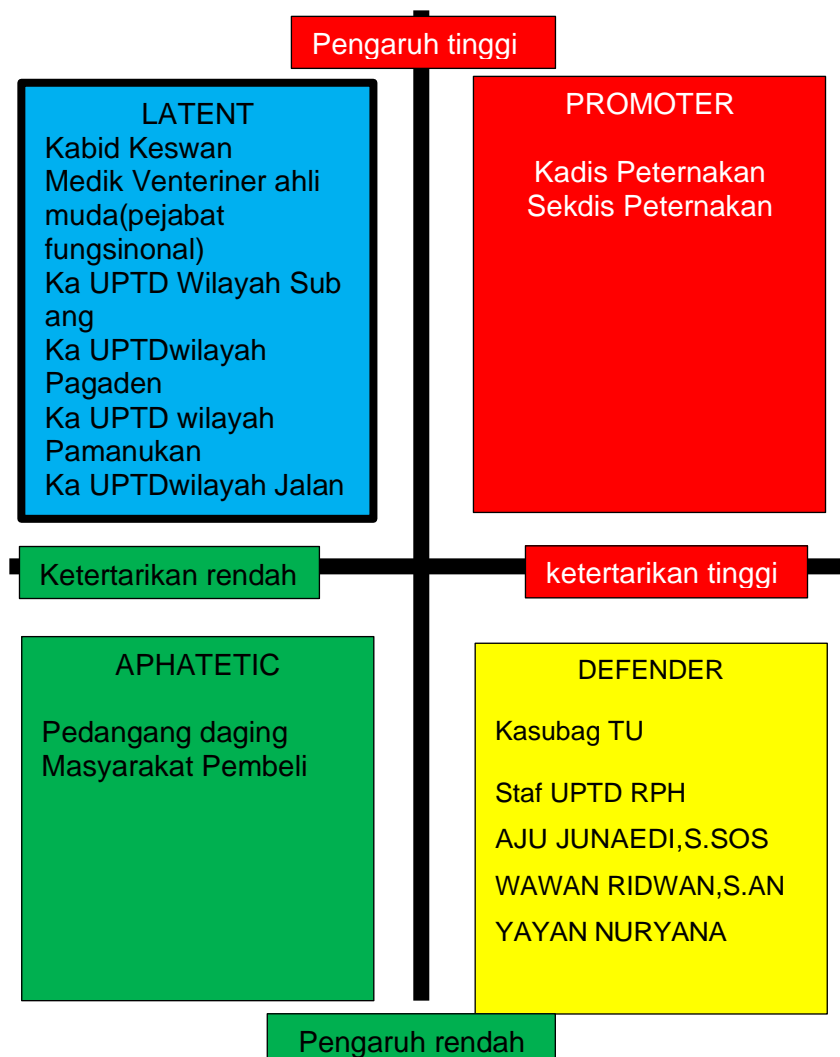 Pengaruh tinggi
LATENT
Kabid Keswan
Medik Venteriner ahli
muda(pejabat
fungsinonal)
Ka UPTD Wilayah Sub
ang
Ka UPTDwilayah
Pagaden
Ka UPTD wilayah
Pamanukan
Ka UPTDwilayah Jalan
PROMOTER
Kadis Peternakan
Sekdis Peternakan
Ketertarikan rendah
ketertarikan tinggi
APHATETIC
Pedangang daging
Masyarakat Pembeli
DEFENDER
Kasubag TU
Staf UPTD RPH
AJU JUNAEDI,S.SOS
WAWAN RIDWAN,S.AN
YAYAN NURYANA
Pengaruh rendah